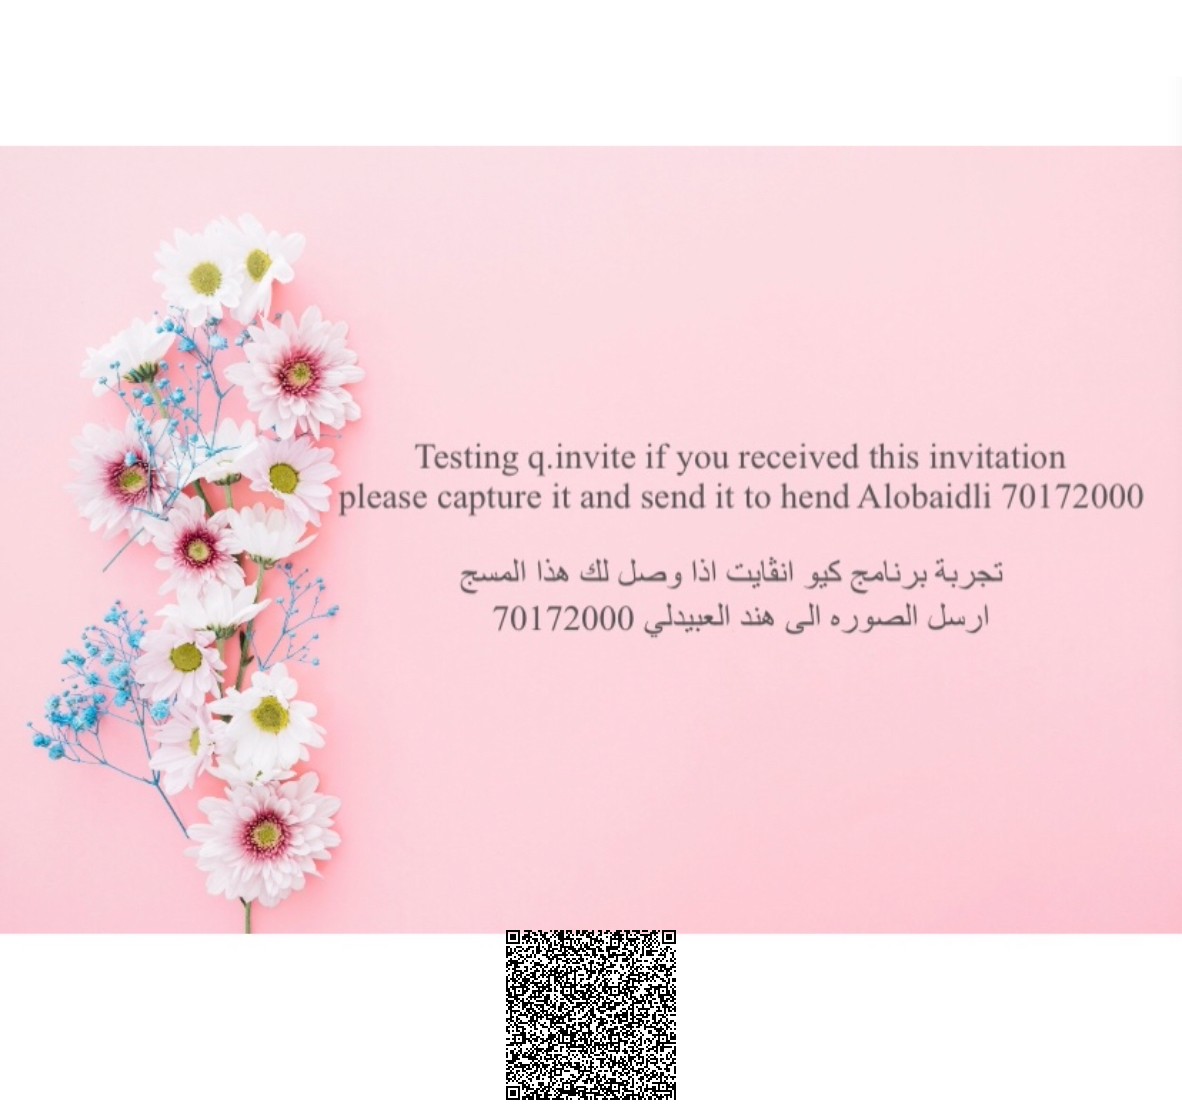 Testing q.invite if you received this invitation
please capture it and send it to hend Alobaidli 70172000
تجربة برنامج كيو انڤايت اذا وصل لك هذا المسج
ارسل الصوره الى هند العبيدلي 70172000